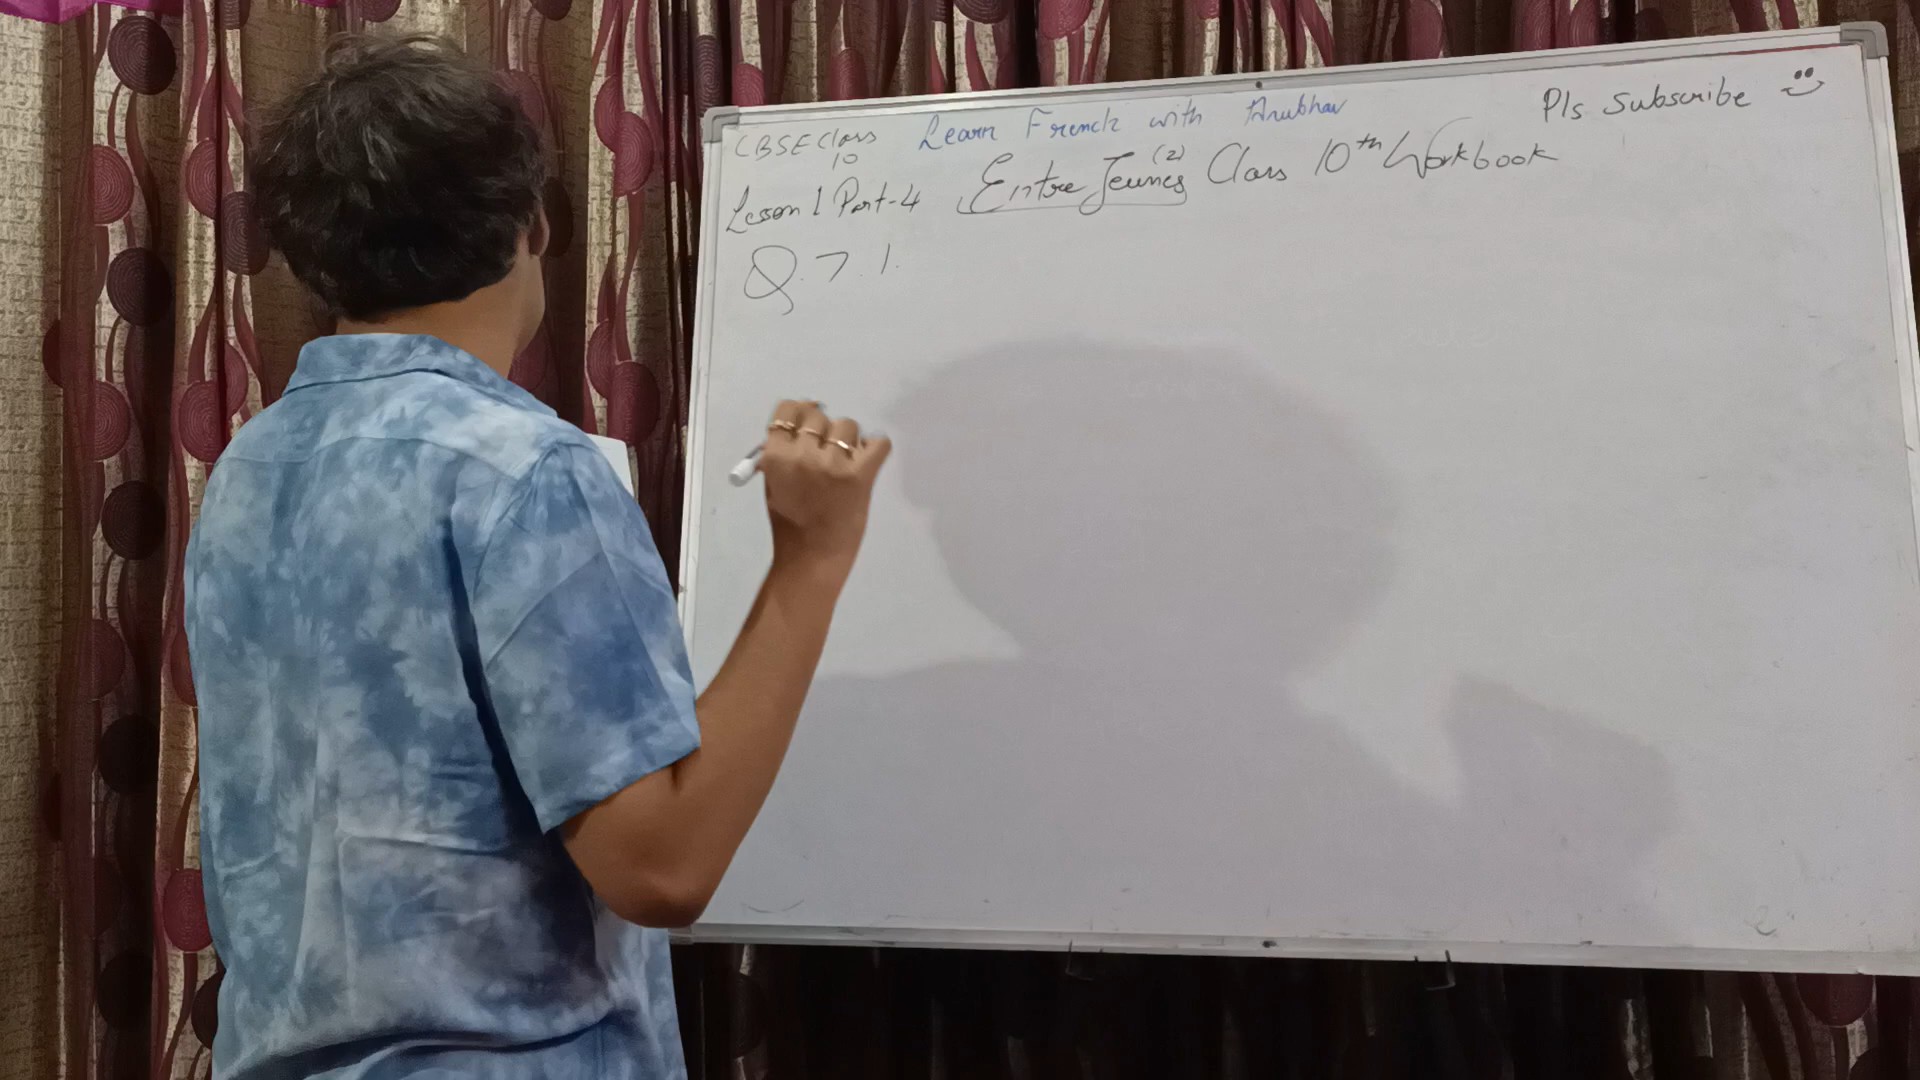 Learn French with Anubhav
Pls Subscribe
CBSE Class
10
Lesson 1 Part-4
Entre Jeunes (2) Class 10th Workbook
Q.7.1.